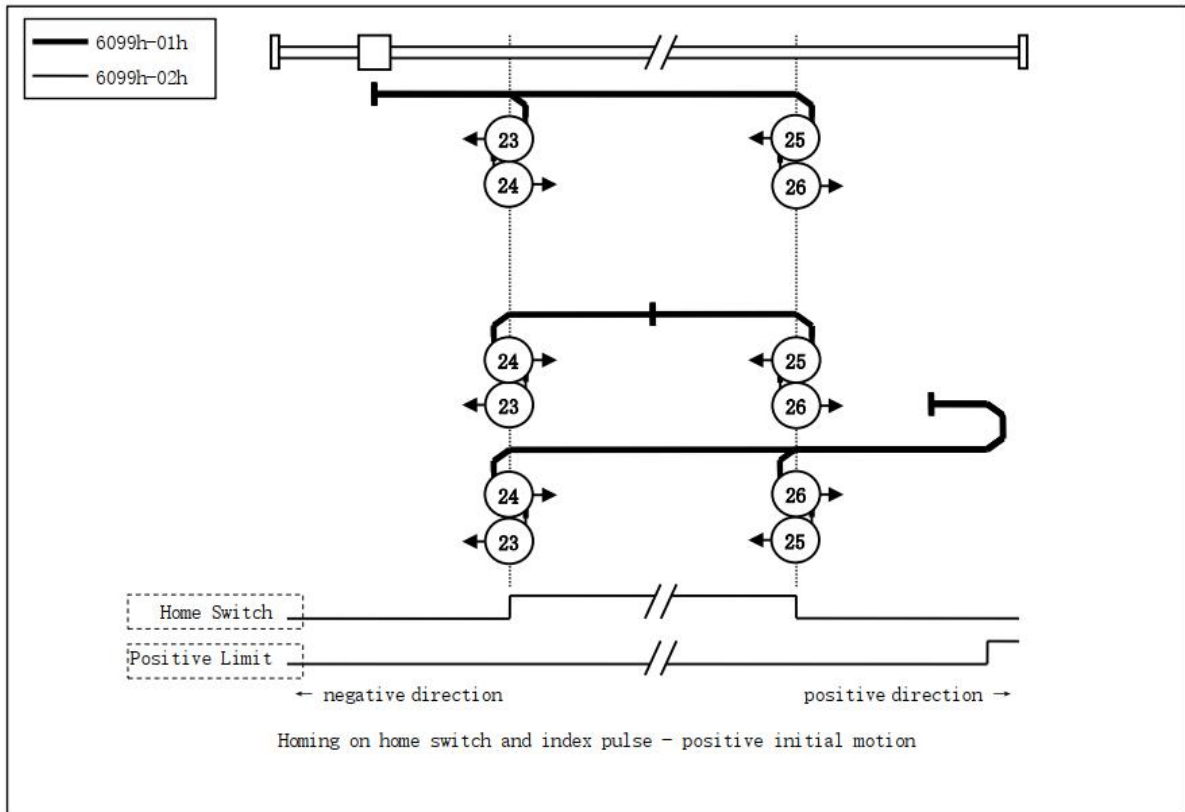 6099h-01h
6099h-02h
23
25
24
26
24
25
23
26
24
26
23
25
Home Switch
Positive Limit
← negative direction
positive direction →
Homing on home switch and index pulse - positive initial motion